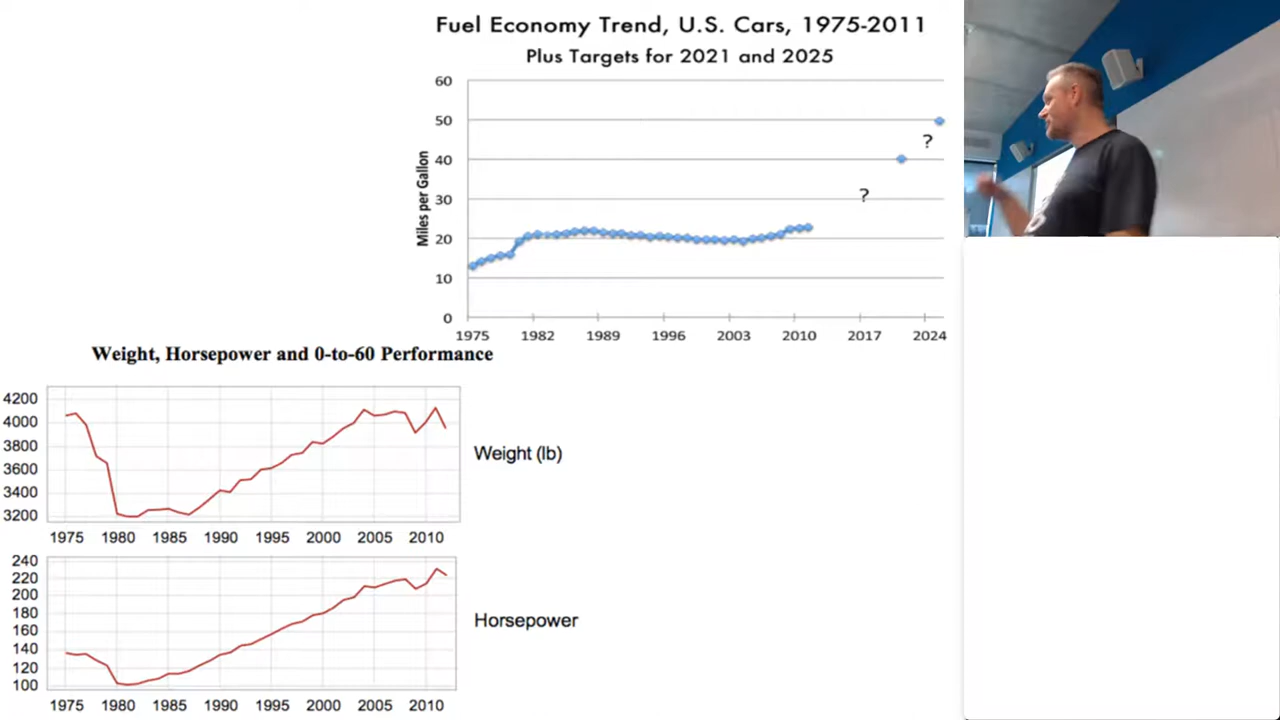 Fuel Economy Trend, U.S. Cars, 1975-2011
Plus Targets for 2021 and 2025
Miles per Gallon
60
50
40
30
20
10
0
?
?
1975 1982 1989 1996 2003 2010 2017 2024
Weight, Horsepower and 0-to-60 Performance
4200
4000
3800
3600
3400
3200
1975 1980 1985 1990 1995 2000 2005 2010
Weight (lb)
240
220
200
180
160
140
120
100
1975 1980 1985 1990 1995 2000 2005 2010
Horsepower